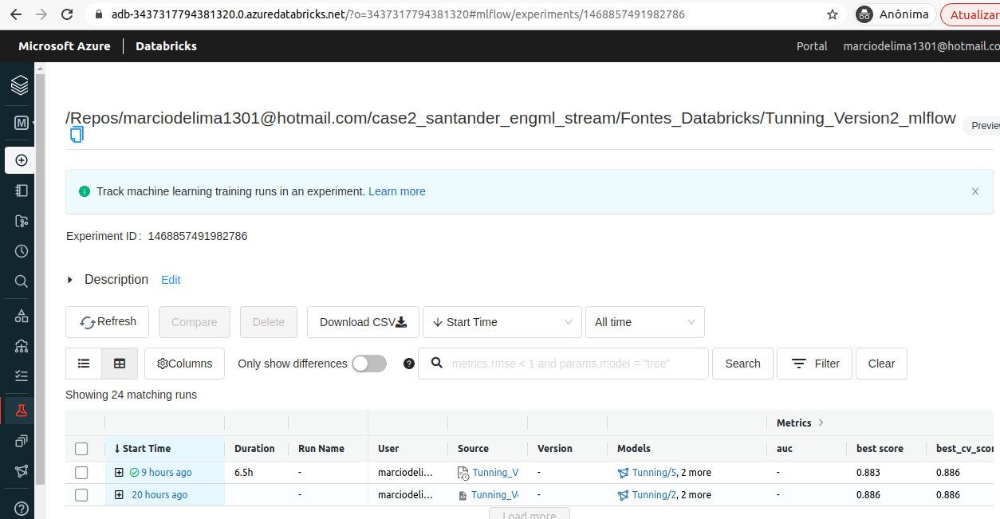 adb-3437317794381320.0.azuredatabricks.net/?o=3437317794381320#mlflow/experiments/1468857491982786 Anônima Atualizar
Microsoft Azure Databricks Portal marciodelima1301@hotmail.co
M
/Repos/marciodelima1301@hotmail.com/case2_santander_engml_stream/Fontes_Databricks/Tunning_Version2_mlflow
Preview
Track machine learning training runs in an experiment. Learn more
Experiment ID: 1468857491982786
Description Edit
Refresh Compare Delete Download CSV Start Time All time
Columns Only show differences metrics.rmse < 1 and params.model = "tree" Search Filter Clear
Showing 24 matching runs
Metrics
Start Time Duration Run Name User Source Version Models auc best score best_cv_scor
9 hours ago 6.5h - marciodeli... Tunning_V - Tunning/5, 2 more - 0.883 0.886
20 hours ago marciodeli... Tunning_Ve - Tunning/2, 2 more - 0.886 0.886
Load more